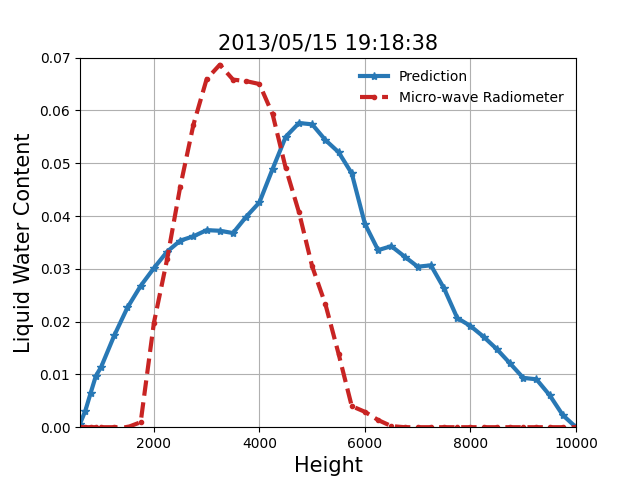 2013/05/15 19:18:38
Liquid Water Content
0.07
0.06
0.05
0.04
0.03
0.02
0.01
0.00
Prediction
Micro-wave Radiometer
2000 4000 6000 8000 10000
Height